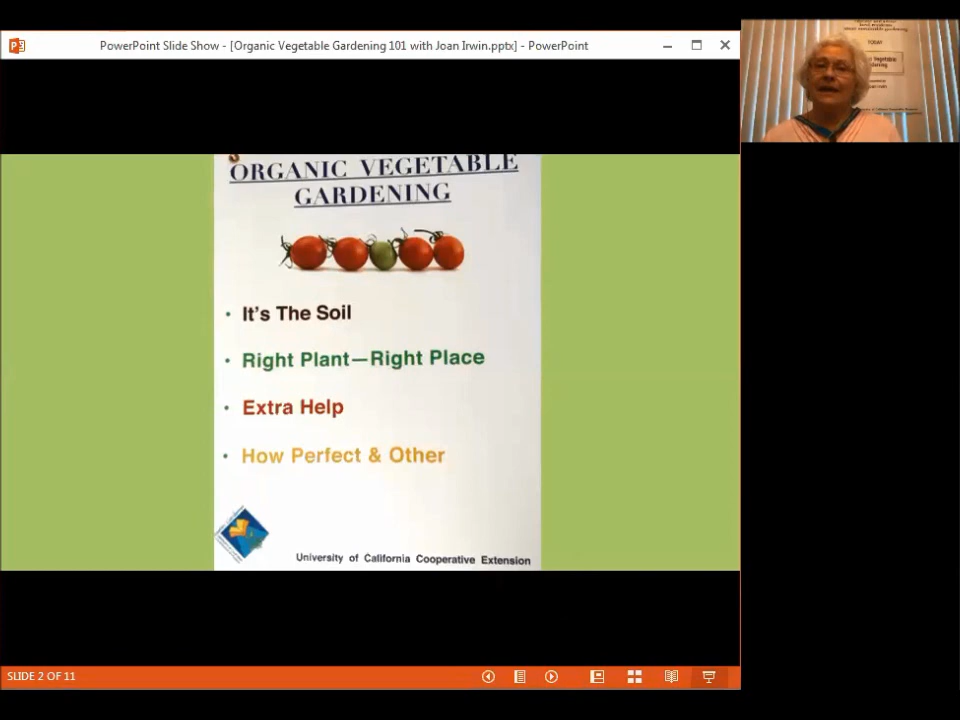 PowerPoint Slide Show - [Organic Vegetable Gardening 101 with Joan Irwin.pptx] - PowerPoint
TODAY
ORGANIC VEGETABLE
GARDENING
• It's The Soil
• Right Plant—Right Place
• Extra Help
• How Perfect & Other
University of California Cooperative Extension
SLIDE 2 OF 11